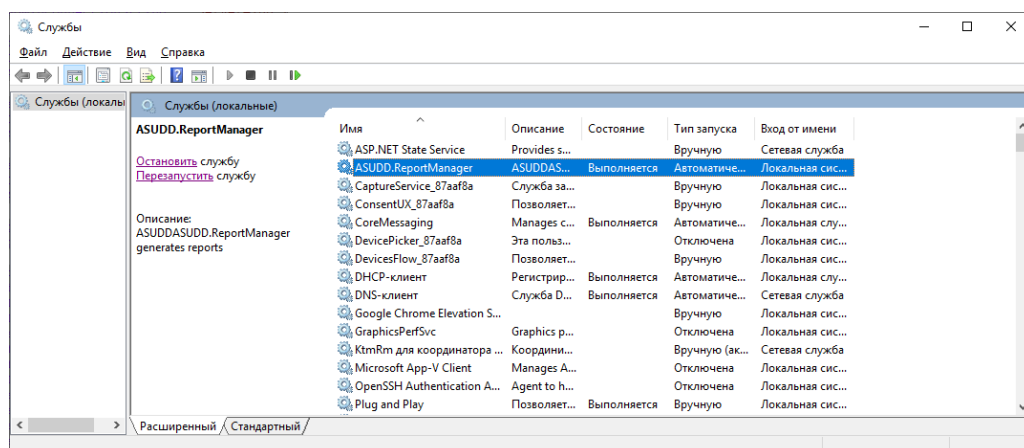 Службы
Файл Действие Вид Справка
Службы (локалы
Службы (локальные)
ASUDD.ReportManager
Остановить службу
Перезапустить службу
Описание:
ASUDDASUDD.ReportManager
generates reports
Имя Описание Состояние Тип запуска Вход от имени
ASP.NET State Service Provides s... Вручную Сетевая служба
ASUDD.ReportManager ASUDDAS... Выполняется Автоматиче... Локальная сис...
CaptureService_87aaf8a Служба за... Вручную Локальная сис...
ConsentUX_87aaf8a Позволяет... Вручную Локальная сис...
CoreMessaging Manages c... Выполняется Автоматиче... Локальная слу...
DevicePicker_87aaf8a Эта польз... Отключена Локальная сис...
DevicesFlow_87aaf8a Позволяет... Вручную Локальная сис...
DHCP-клиент Регистрир... Выполняется Автоматиче... Локальная слу...
DNS-клиент Служба D... Выполняется Автоматиче... Сетевая служба
Google Chrome Elevation S... Вручную Локальная сис...
GraphicsPerfSvc Graphics p... Отключена Локальная сис...
KtmRm для координатора ... Координи... Вручную (ак... Сетевая служба
Microsoft App-V Client Manages A... Отключена Локальная сис...
OpenSSH Authentication A... Agent to h... Отключена Локальная сис...
Plug and Play Позволяет... Выполняется Вручную Локальная сис...
Расширенный Стандартный